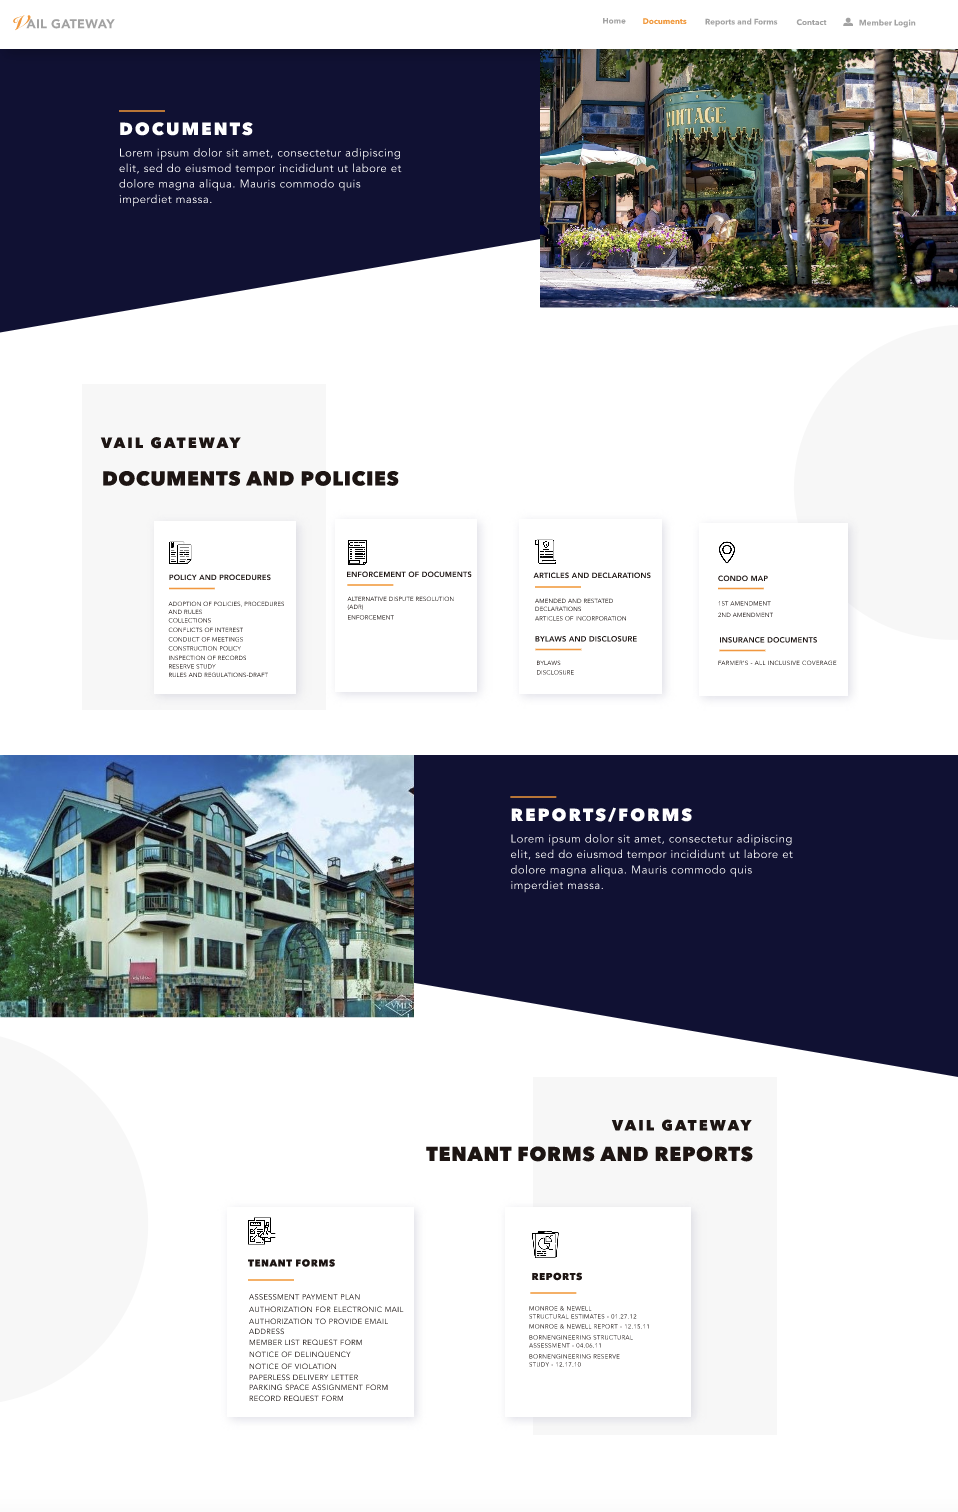 VAIL GATEWAY
Home Documents Reports and Forms Contact Member Login
VINTAGE
DOCUMENTS
Lorem ipsum dolor sit amet, consectetur adipiscing
elit, sed do eiusmod tempor incididunt ut labore et
dolore magna aliqua. Mauris commodo quis
imperdiet massa.
VAIL GATEWAY
DOCUMENTS AND POLICIES
POLICY AND PROCEDURES
ADOPTION OF POLICIES, PROCEDURES
AND RULES
COLLECTIONS
CONFLICTS OF INTEREST
CONDUCT OF MEETINGS
CONSTRUCTION POLICY
INSPECTION OF RECORDS
RESERVE STUDY
RULES AND REGULATIONS-DRAFT
ENFORCEMENT OF DOCUMENTS
ALTERNATIVE DISPUTE RESOLUTION
(ADR)
ENFORCEMENT
ARTICLES AND DECLARATIONS
AMENDED AND RESTATED
DECLARATIONS
ARTICLES OF INCORPORATION
BYLAWS AND DISCLOSURE
BYLAWS
DISCLOSURE
CONDO MAP
1ST AMENDMENT
2ND AMENDMENT
INSURANCE DOCUMENTS
FARMER'S - ALL INCLUSIVE COVERAGE
REPORTS/FORMS
Lorem ipsum dolor sit amet, consectetur adipiscing
elit, sed do eiusmod tempor incididunt ut labore et
dolore magna aliqua. Mauris commodo quis
imperdiet massa.
VMLS
VAIL GATEWAY
TENANT FORMS AND REPORTS
TENANT FORMS
ASSESSMENT PAYMENT PLAN
AUTHORIZATION FOR ELECTRONIC MAIL
AUTHORIZATION TO PROVIDE EMAIL
ADDRESS
MEMBER LIST REQUEST FORM
NOTICE OF DELINQUENCY
NOTICE OF VIOLATION
PAPERLESS DELIVERY LETTER
PARKING SPACE ASSIGNMENT FORM
RECORD REQUEST FORM
REPORTS
MONROE & NEWELL
STRUCTURAL ESTIMATES - 01.27.12
MONROE & NEWELL REPORT - 12.15.11
BORNENGINEERING STRUCTURAL
ASSESSMENT - 04.06.11
BORNENGINEERING RESERVE
STUDY - 12.17.10